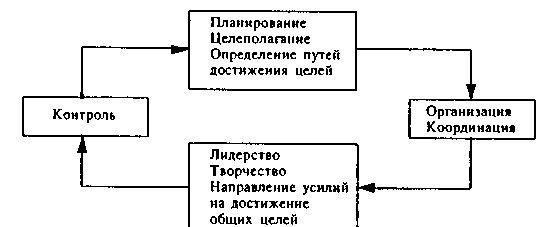 Планирование
Целеполагание
Определение путей
достижения целей
Контроль
Организация
Координация
Лидерство
Творчество
Направление усилий
на достижение
общих целей